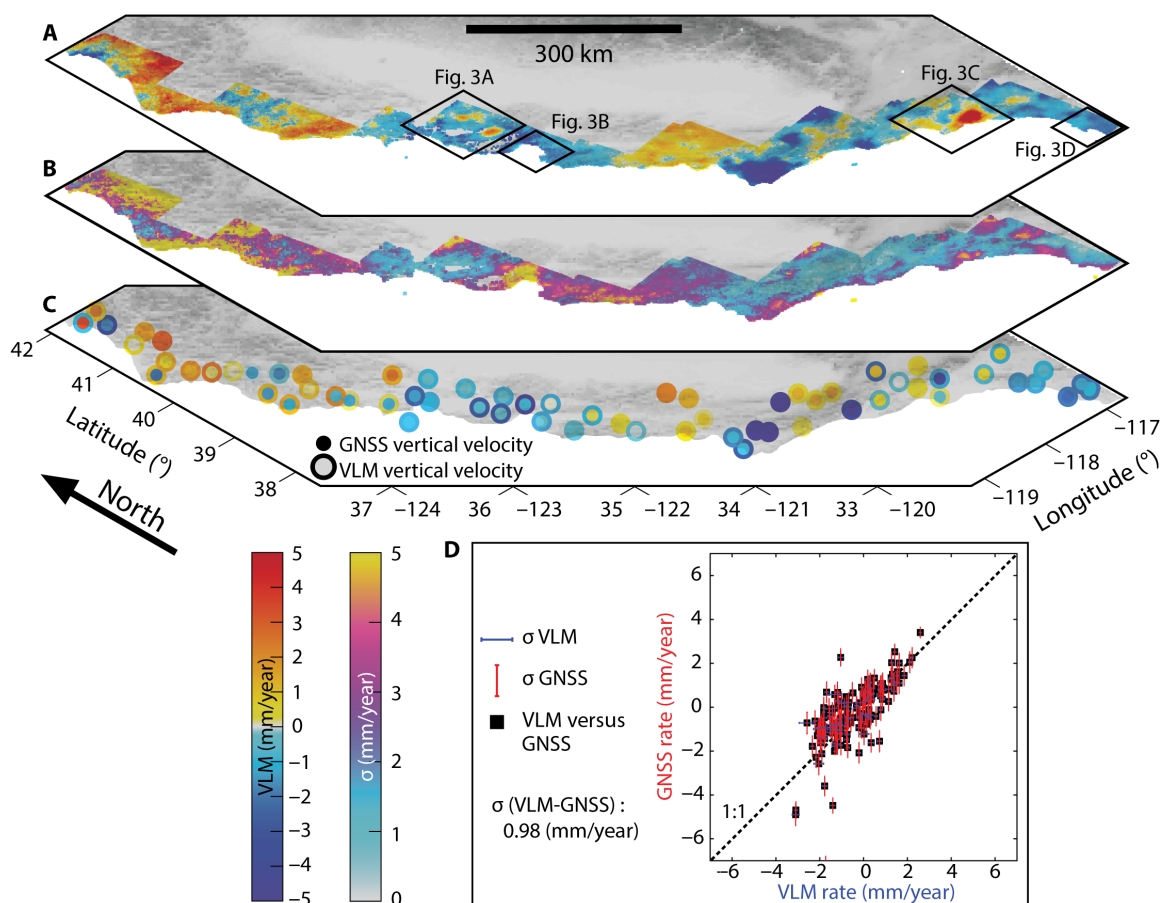 A
300 km
Fig. 3A
Fig. 3B
Fig. 3C
Fig. 3D
B
C
42
41
40
39
38
Latitude (°)
GNSS vertical velocity
VLM vertical velocity
North
37 –124 36 –123 35 –122 34 –121 33 –120
–119
–118
–117
Longitude (°)
5
4
3
2
1
0
−1
−2
−3
−4
−5
VLM (mm/year)
5
4
3
2
1
0
σ (mm/year)
D
σ VLM
σ GNSS
VLM versus
GNSS
σ (VLM-GNSS) :
0.98 (mm/year)
6
4
2
0
−2
−4
−6
GNSS rate (mm/year)
1:1
−6 −4 −2 0 2 4 6
VLM rate (mm/year)